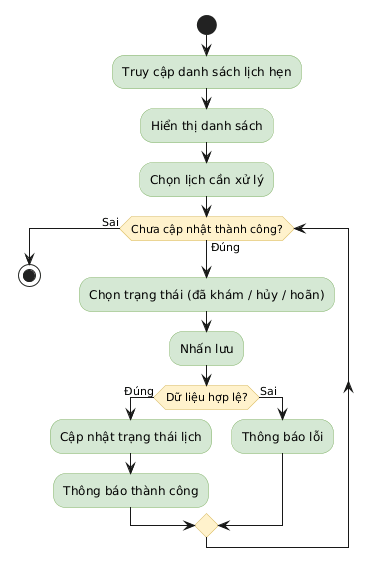 Truy cập danh sách lịch hẹn
Hiển thị danh sách
Chọn lịch cần xử lý
Sai
Chưa cập nhật thành công?
Đúng
Chọn trạng thái (đã khám / hủy / hoãn)
Nhấn lưu
Đúng
Dữ liệu hợp lệ?
Sai
Cập nhật trạng thái lịch
Thông báo lỗi
Thông báo thành công